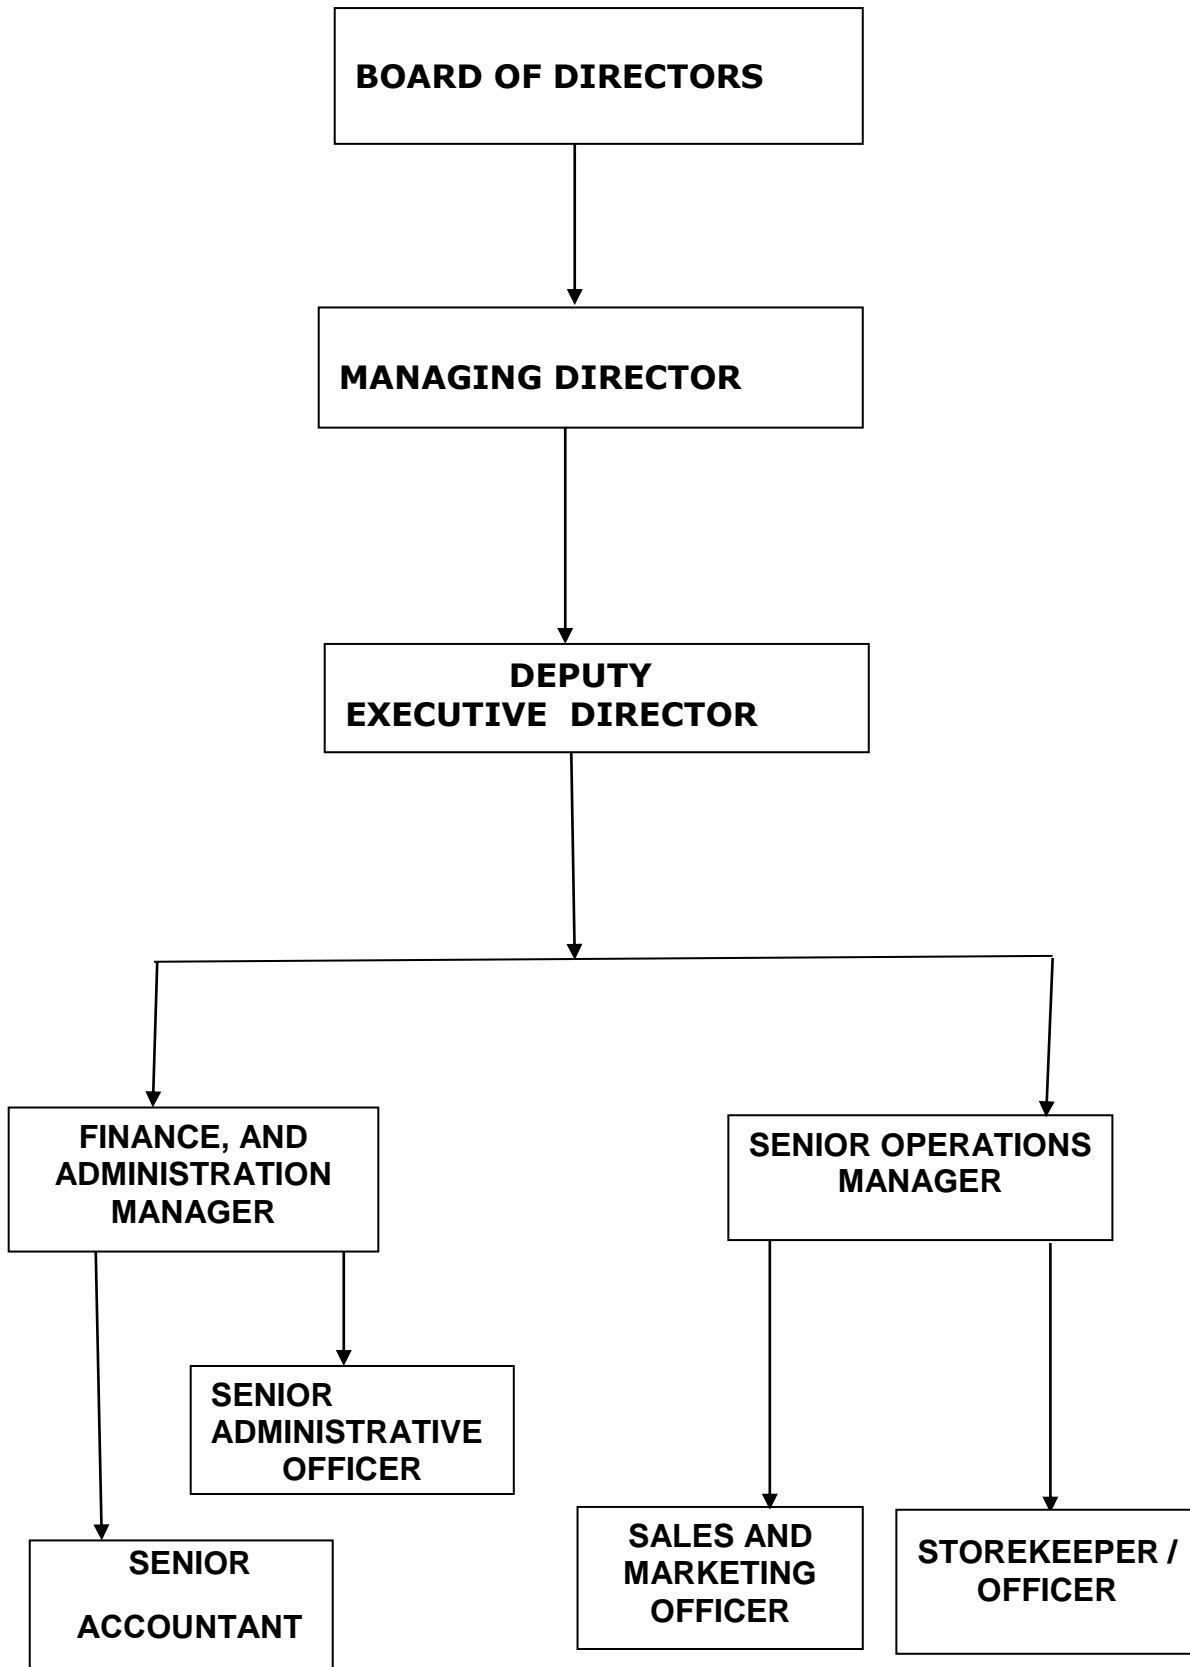 BOARD OF DIRECTORS
MANAGING DIRECTOR
DEPUTY
EXECUTIVE DIRECTOR
FINANCE, AND
ADMINISTRATION
MANAGER
SENIOR OPERATIONS
MANAGER
SENIOR
ADMINISTRATIVE
OFFICER
SENIOR
ACCOUNTANT
SALES AND
MARKETING
OFFICER
STOREKEEPER /
OFFICER